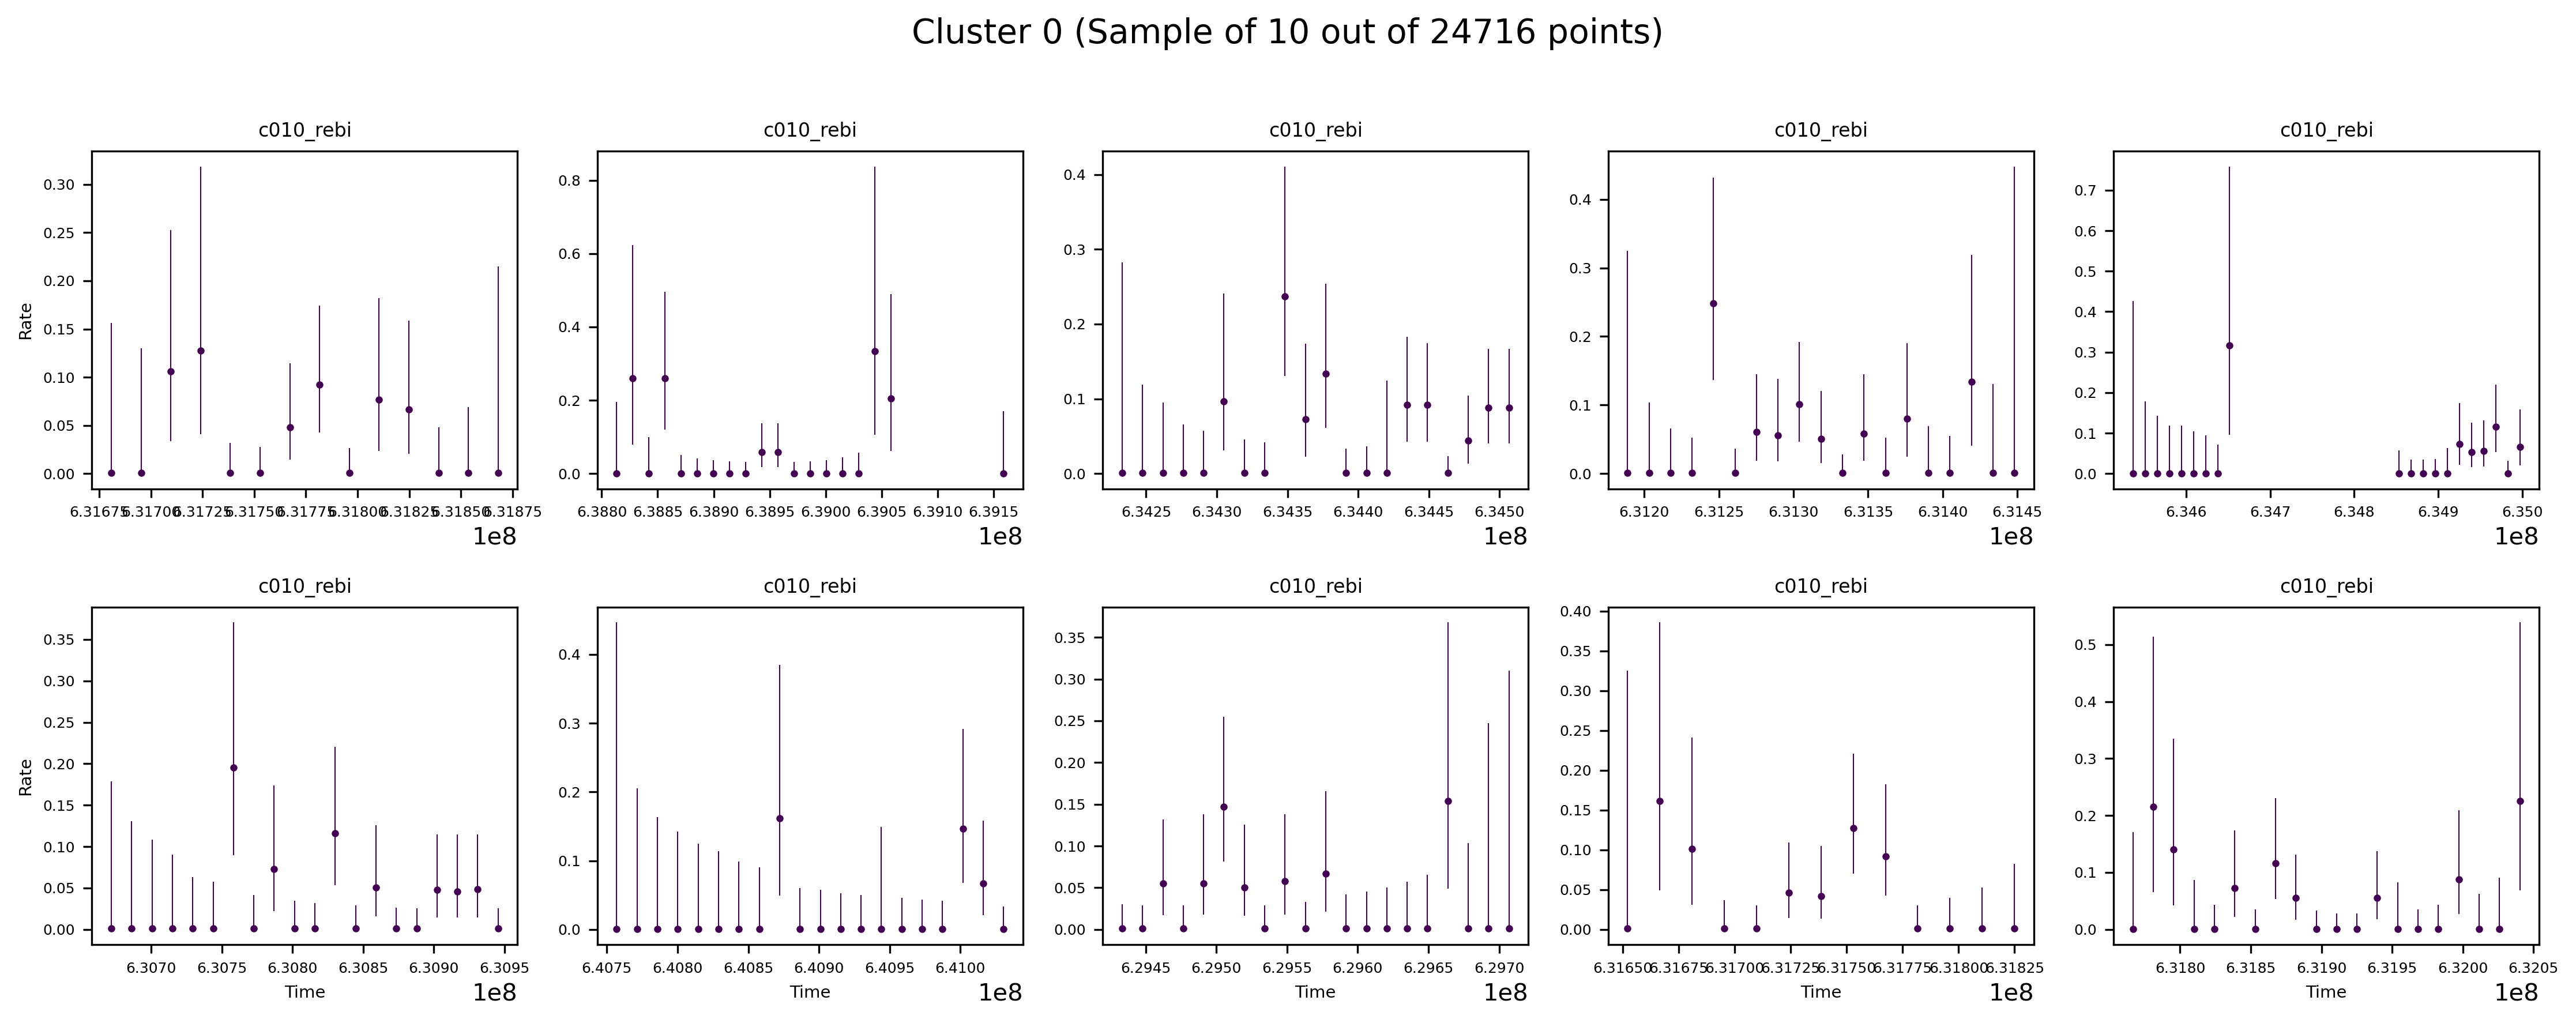 Cluster 0 (Sample of 10 out of 24716 points)
c010_rebi c010_rebi c010_rebi c010_rebi c010_rebi
Rate
0.30 0.25 0.20 0.15 0.10 0.05 0.00
6.31675 6.31700 6.31725 6.31750 6.31775 6.31800 6.31825 6.31850 6.31875
1e8
0.8 0.6 0.4 0.2 0.0
6.3880 6.3885 6.3890 6.3895 6.3900 6.3905 6.3910 6.3915
1e8
0.4 0.3 0.2 0.1 0.0
6.3425 6.3430 6.3435 6.3440 6.3445 6.3450
1e8
0.4 0.3 0.2 0.1 0.0
6.3120 6.3125 6.3130 6.3135 6.3140 6.3145
1e8
0.7 0.6 0.5 0.4 0.3 0.2 0.1 0.0
6.346 6.347 6.348 6.349 6.350
1e8
c010_rebi c010_rebi c010_rebi c010_rebi c010_rebi
Rate
0.35 0.30 0.25 0.20 0.15 0.10 0.05 0.00
6.3070 6.3075 6.3080 6.3085 6.3090 6.3095
Time 1e8
0.4 0.3 0.2 0.1 0.0
6.4075 6.4080 6.4085 6.4090 6.4095 6.4100
Time 1e8
0.35 0.30 0.25 0.20 0.15 0.10 0.05 0.00
6.2945 6.2950 6.2955 6.2960 6.2965 6.2970
Time 1e8
0.40 0.35 0.30 0.25 0.20 0.15 0.10 0.05 0.00
6.31650 6.31675 6.31700 6.31725 6.31750 6.31775 6.31800 6.31825
Time 1e8
0.5 0.4 0.3 0.2 0.1 0.0
6.3180 6.3185 6.3190 6.3195 6.3200 6.3205
Time 1e8